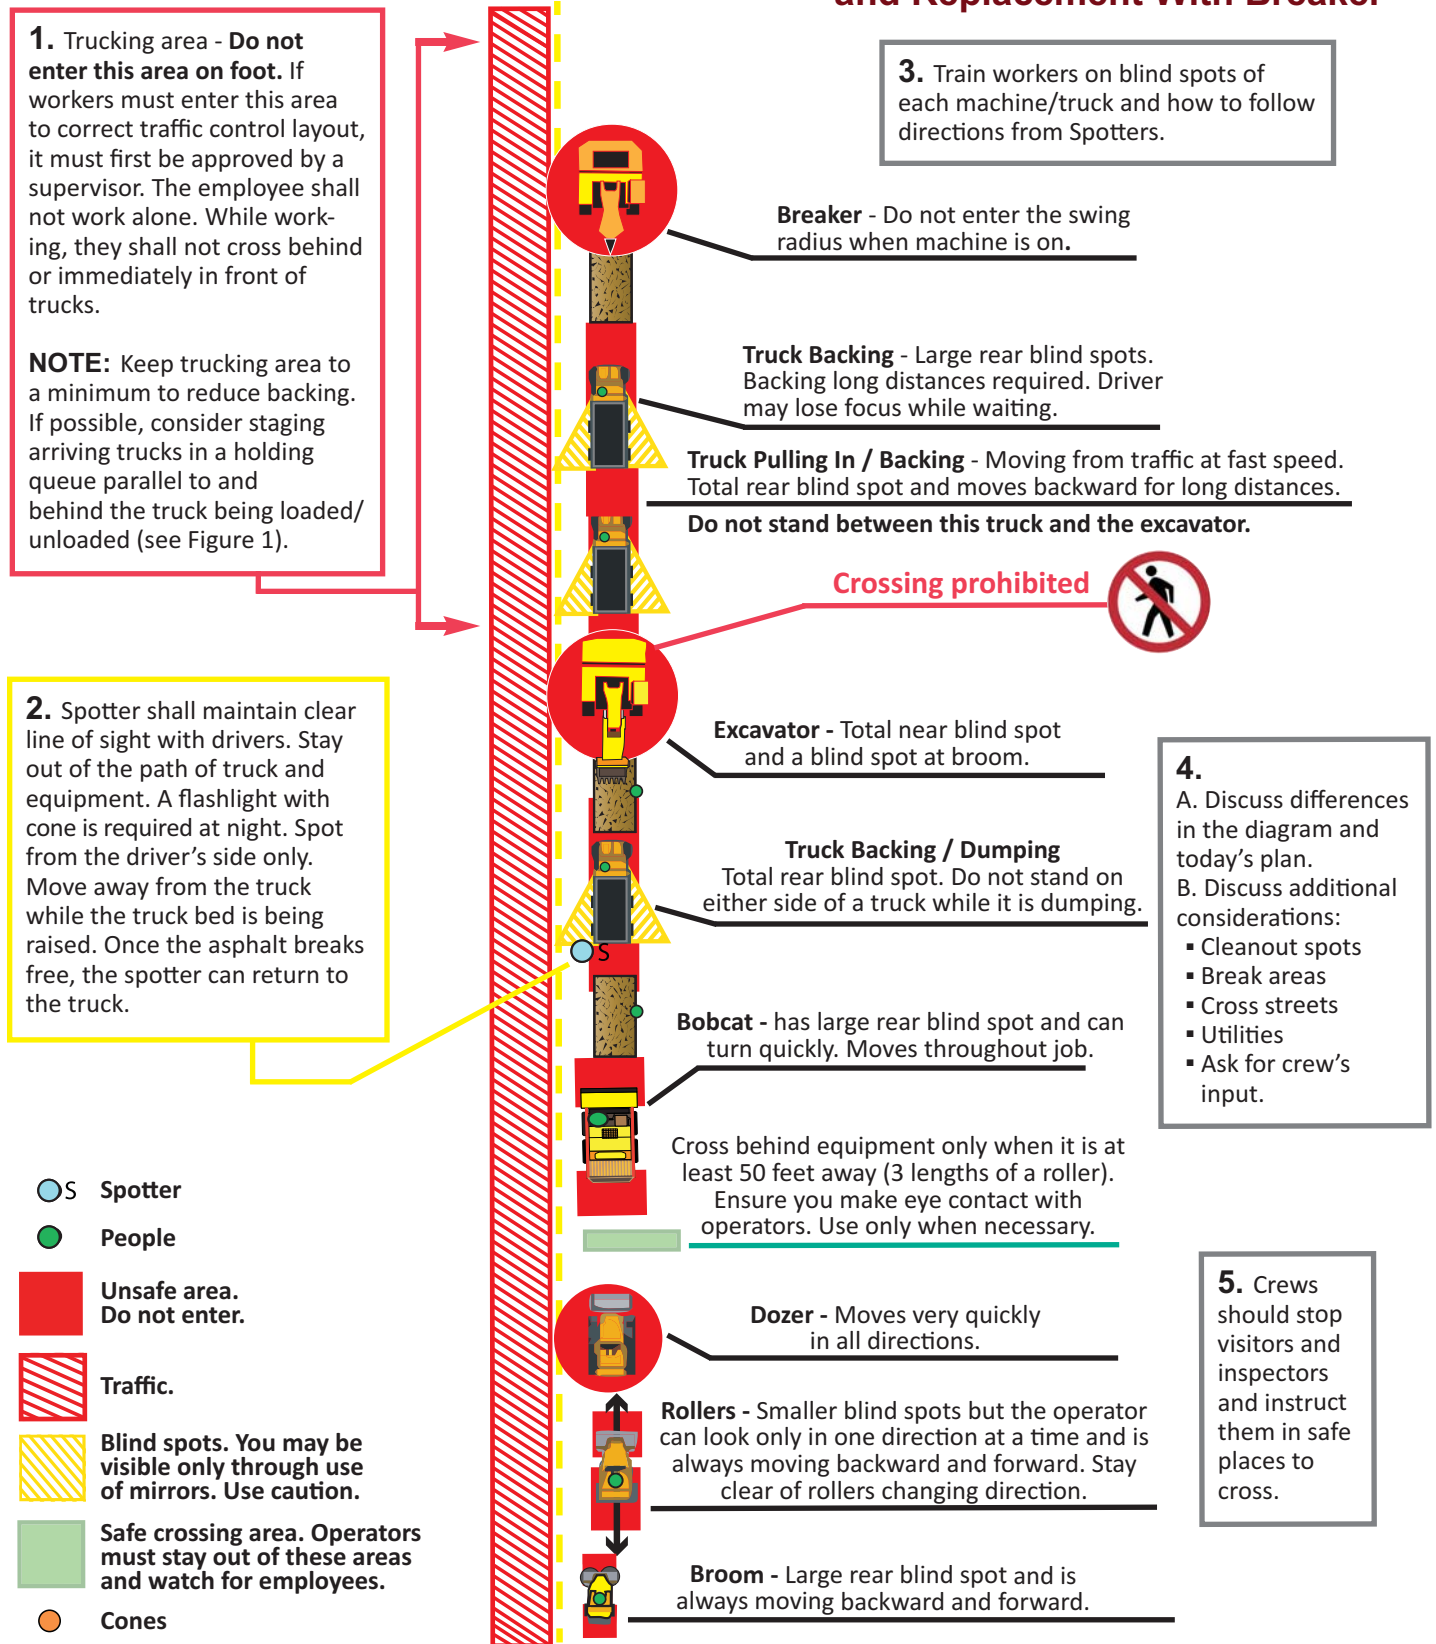 and Replacement With Breaker
1. Trucking area - Do not
enter this area on foot. If
workers must enter this area
to correct traffic control layout,
it must first be approved by a
supervisor. The employee shall
not work alone. While work-
ing, they shall not cross behind
or immediately in front of
trucks.
NOTE: Keep trucking area to
a minimum to reduce backing.
If possible, consider staging
arriving trucks in a holding
queue parallel to and
behind the truck being loaded/
unloaded (see Figure 1).
3. Train workers on blind spots of
each machine/truck and how to follow
directions from Spotters.
Breaker - Do not enter the swing
radius when machine is on.
Truck Backing - Large rear blind spots.
Backing long distances required. Driver
may lose focus while waiting.
Truck Pulling In / Backing - Moving from traffic at fast speed.
Total rear blind spot and moves backward for long distances.
Do not stand between this truck and the excavator.
Crossing prohibited
2. Spotter shall maintain clear
line of sight with drivers. Stay
out of the path of truck and
equipment. A flashlight with
cone is required at night. Spot
from the driver's side only.
Move away from the truck
while the truck bed is being
raised. Once the asphalt breaks
free, the spotter can return to
the truck.
Excavator - Total near blind spot
and a blind spot at broom.
4.
A. Discuss differences
in the diagram and
today's plan.
B. Discuss additional
considerations:
▪ Cleanout spots
▪ Break areas
▪ Cross streets
▪ Utilities
▪ Ask for crew's
input.
Truck Backing / Dumping
Total rear blind spot. Do not stand on
either side of a truck while it is dumping.
S
Bobcat - has large rear blind spot and can
turn quickly. Moves throughout job.
Cross behind equipment only when it is at
least 50 feet away (3 lengths of a roller).
Ensure you make eye contact with
operators. Use only when necessary.
S Spotter
People
Unsafe area.
Do not enter.
Traffic.
Blind spots. You may be
visible only through use
of mirrors. Use caution.
Safe crossing area. Operators
must stay out of these areas
and watch for employees.
Cones
Dozer - Moves very quickly
in all directions.
5. Crews
should stop
visitors and
inspectors
and instruct
them in safe
places to
cross.
Rollers - Smaller blind spots but the operator
can look only in one direction at a time and is
always moving backward and forward. Stay
clear of rollers changing direction.
Broom - Large rear blind spot and is
always moving backward and forward.